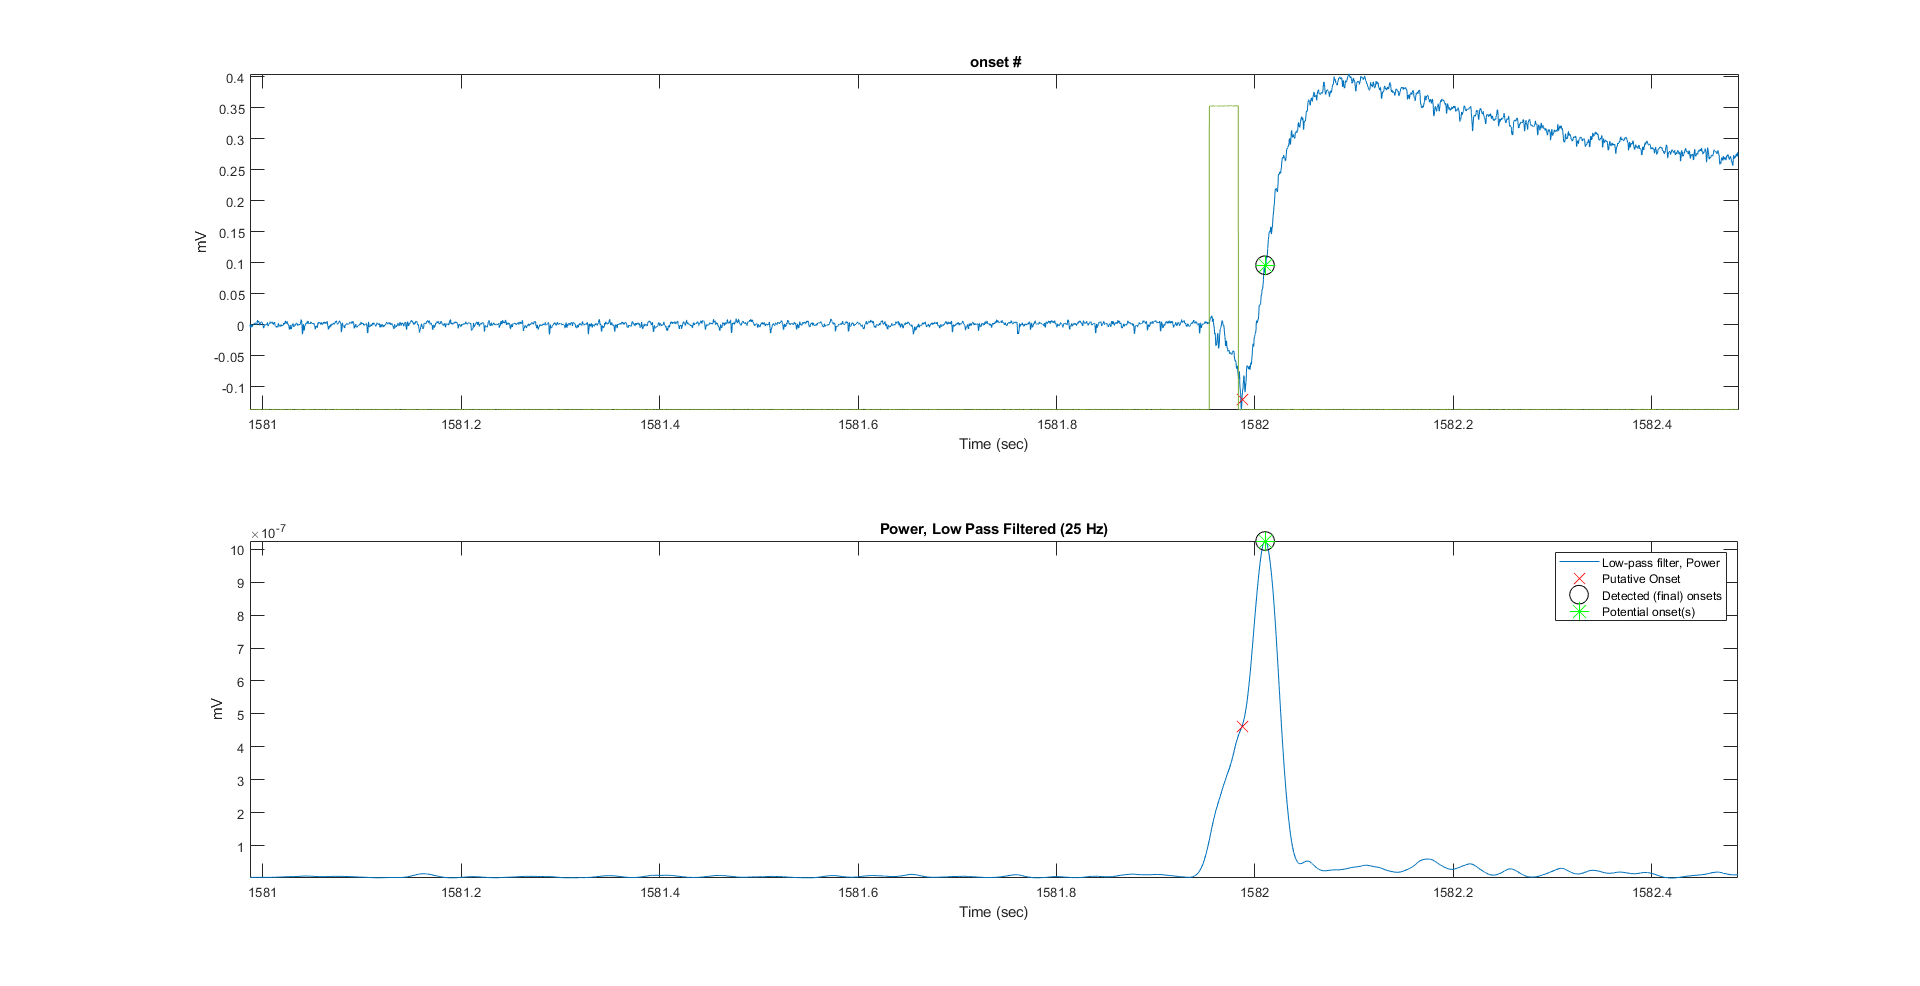 onset #
0.4
0.35
0.3
0.25
0.2
0.15
0.1
0.05
0
-0.05
-0.1
mV
1581 1581.2 1581.4 1581.6 1581.8 1582 1582.2 1582.4
Time (sec)
Power, Low Pass Filtered (25 Hz)
×10-7
10
9
8
7
6
5
4
3
2
1
mV
Low-pass filter, Power
Putative Onset
Detected (final) onsets
Potential onset(s)
1581 1581.2 1581.4 1581.6 1581.8 1582 1582.2 1582.4
Time (sec)